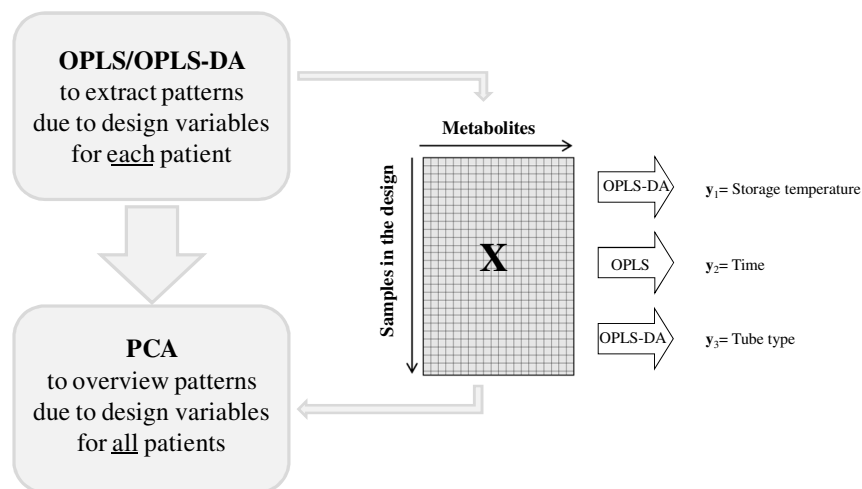 OPLS/OPLS-DA
to extract patterns
due to design variables
for each patient
Metabolites
Samples in the design
X
OPLS-DA
y1= Storage temperature
OPLS
y2= Time
OPLS-DA
y3= Tube type
PCA
to overview patterns
due to design variables
for all patients